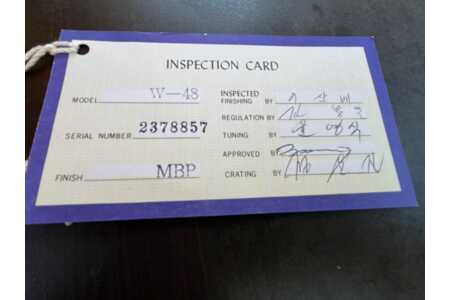 INSPECTION CARD
MODEL W-48
SERIAL NUMBER 2378857
FINISH MBP
INSPECTED
FINISHING BY
REGULATION BY
TUNING BY
APPROVED BY
CRATING BY